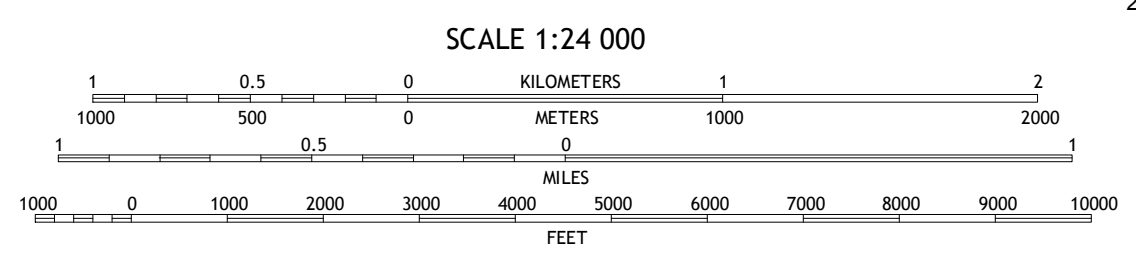 2
SCALE 1:24 000
1 0.5 0 KILOMETERS 1 2
1000 500 0 METERS 1000 2000
1 0.5 0 1
MILES
1000 0 1000 2000 3000 4000 5000 6000 7000 8000 9000 10000
FEET